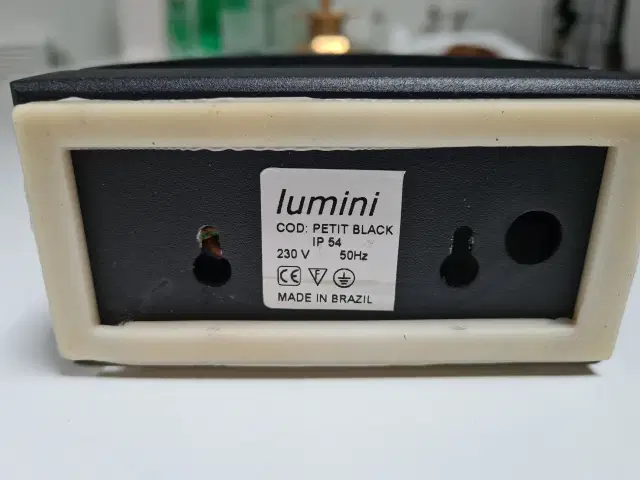 lumini
COD: PETIT BLACK
IP 54
230 V 50Hz
CE F
MADE IN BRAZIL